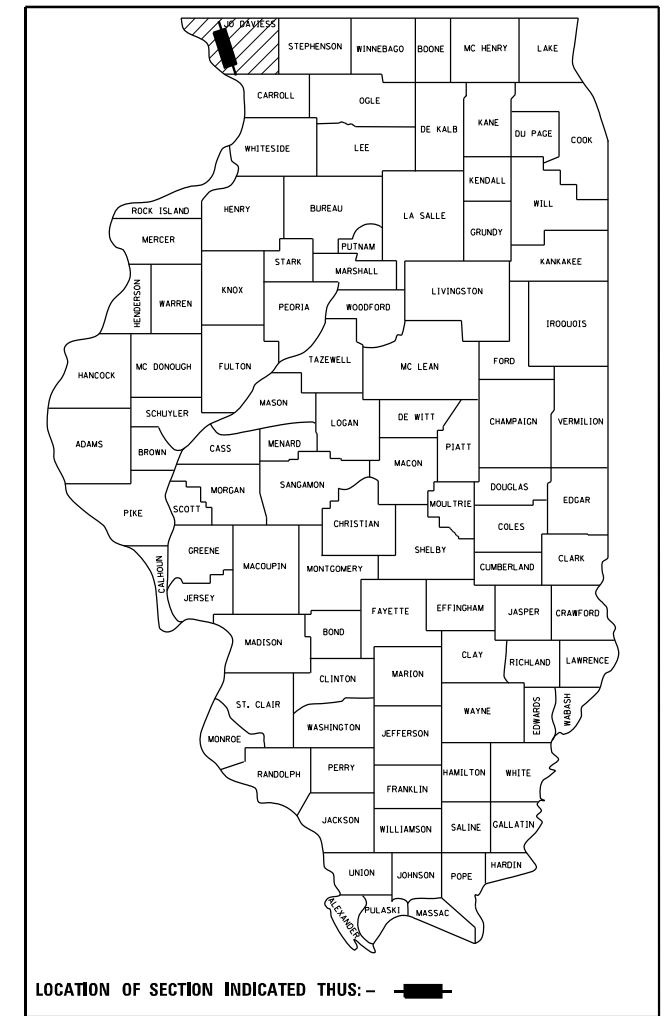 JO DAVIESS
STEPHENSON
WINNEBAGO
BOONE
MC HENRY
LAKE
CARROLL
OGLE
DE KALB
KANE
DU PAGE
COOK
WHITESIDE
LEE
KENDALL
WILL
ROCK ISLAND
HENRY
BUREAU
LA SALLE
GRUNDY
MERCER
PUTNAM
KANKAKEE
STARK
MARSHALL
HENDERSON
WARREN
KNOX
PEORIA
WOODFORD
LIVINGSTON
IROQUOIS
HANCOCK
MC DONOUGH
FULTON
TAZEWELL
MC LEAN
FORD
MASON
SCHUYLER
LOGAN
DE WITT
CHAMPAIGN
VERMILION
ADAMS
BROWN
CASS
MENARD
PIATT
MACON
MORGAN
SANGAMON
DOUGLAS
EDGAR
PIKE
SCOTT
CHRISTIAN
MOULTRIE
COLES
GREENE
MACOUPIN
MONTGOMERY
SHELBY
CUMBERLAND
CLARK
CALHOUN
JERSEY
FAYETTE
EFFINGHAM
JASPER
CRAWFORD
MADISON
BOND
CLAY
RICHLAND
LAWRENCE
CLINTON
MARION
ST. CLAIR
WAYNE
EDWARDS
WABASH
MONROE
WASHINGTON
JEFFERSON
RANDOLPH
PERRY
HAMILTON
WHITE
FRANKLIN
JACKSON
WILLIAMSON
SALINE
GALLATIN
UNION
JOHNSON
POPE
HARDIN
ALEXANDER
PULASKI
MASSAC
LOCATION OF SECTION INDICATED THUS: -